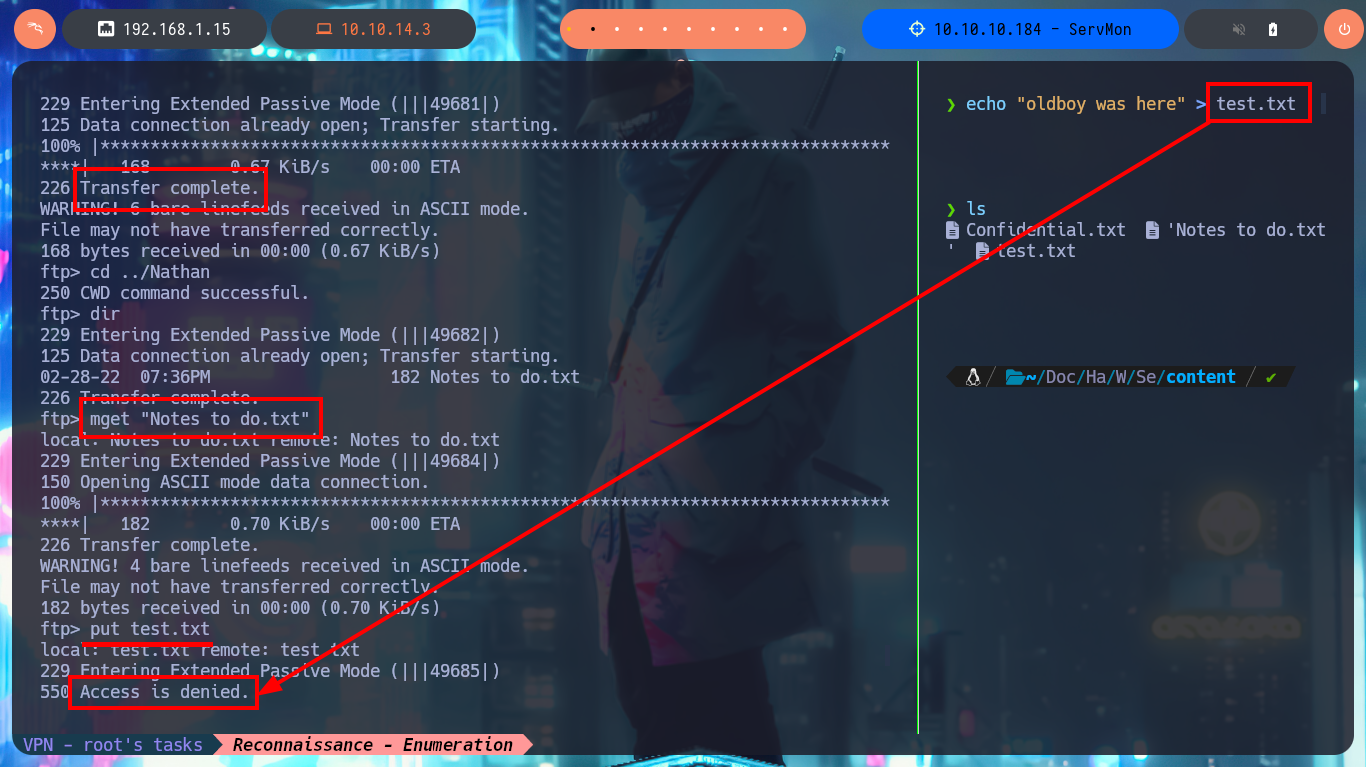 192.168.1.15
10.10.14.3
10.10.10.184 - ServMon
229 Entering Extended Passive Mode (|||49681|)
125 Data connection already open; Transfer starting.
100% |*******************************************************************************
****|   168        0.67 KiB/s    00:00 ETA
226 Transfer complete.
WARNING! 6 bare linefeeds received in ASCII mode.
File may not have transferred correctly.
168 bytes received in 00:00 (0.67 KiB/s)
ftp> cd ../Nathan
250 CWD command successful.
ftp> dir
229 Entering Extended Passive Mode (|||49682|)
125 Data connection already open; Transfer starting.
02-28-22  07:36PM                  182 Notes to do.txt
226 Transfer complete.
ftp> mget "Notes to do.txt"
local: Notes to do.txt remote: Notes to do.txt
229 Entering Extended Passive Mode (|||49684|)
150 Opening ASCII mode data connection.
100% |*******************************************************************************
****|   182        0.70 KiB/s    00:00 ETA
226 Transfer complete.
WARNING! 4 bare linefeeds received in ASCII mode.
File may not have transferred correctly.
182 bytes received in 00:00 (0.70 KiB/s)
ftp> put test.txt
local: test.txt remote: test.txt
229 Entering Extended Passive Mode (|||49685|)
550 Access is denied.
❯ echo "oldboy was here" > test.txt
❯ ls
Confidential.txt  'Notes to do.txt
'  test.txt
~/Doc/Ha/W/Se/content / ✔
VPN - root's tasks
Reconnaissance - Enumeration